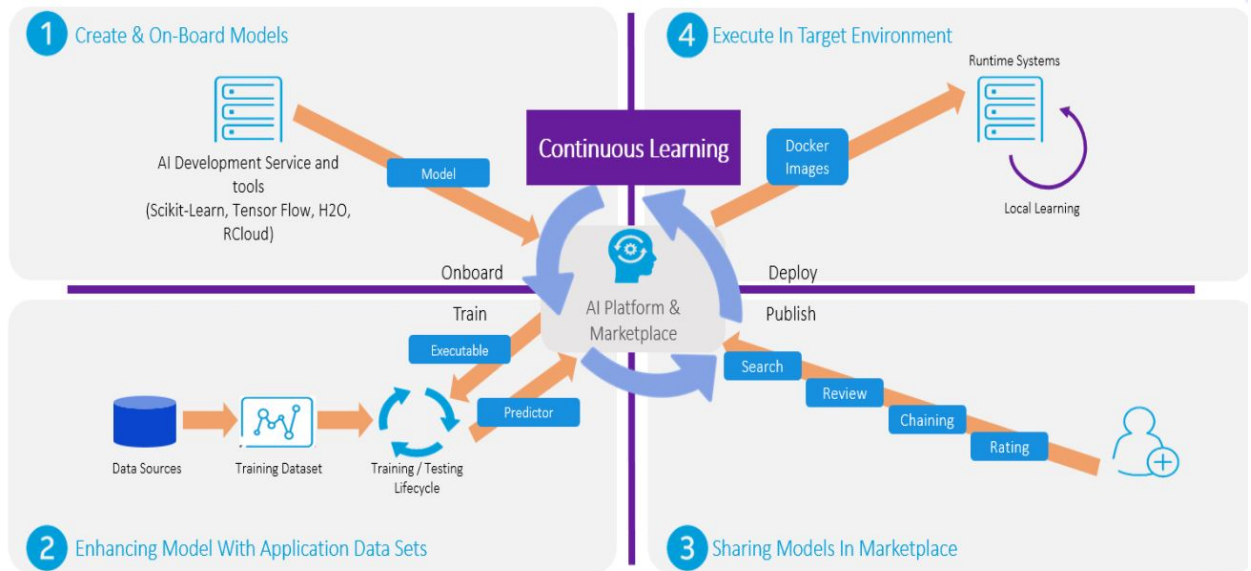 1 Create & On-Board Models
AI Development Service and
tools
(Scikit-Learn, Tensor Flow, H2O,
RCloud)
Model
Onboard
Continuous Learning
AI Platform &
Marketplace
4 Execute In Target Environment
Runtime Systems
Docker
Images
Local Learning
Deploy
Train
Executable
Predictor
Data Sources
Training Dataset
Training / Testing
Lifecycle
2 Enhancing Model With Application Data Sets
Publish
Search
Review
Chaining
Rating
3 Sharing Models In Marketplace